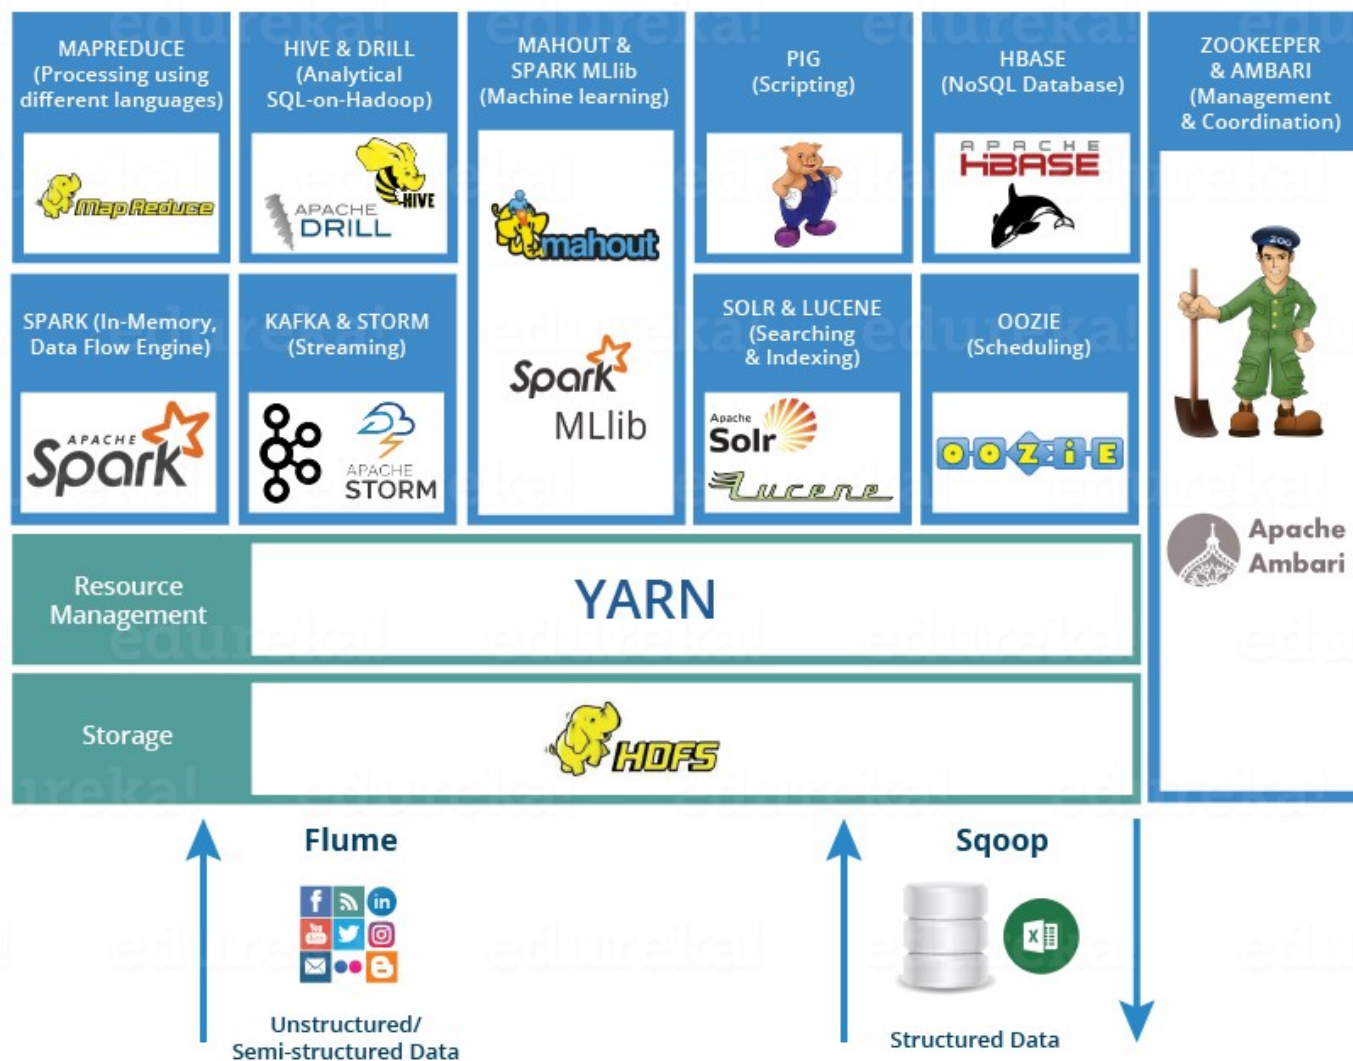 MAPREDUCE
(Processing using
different languages)
Map Reduce
HIVE & DRILL
(Analytical
SQL-on-Hadoop)
HIVE
APACHE
DRILL
MAHOUT &
SPARK MLlib
(Machine learning)
mahout
Spark
MLlib
PIG
(Scripting)
HBASE
(NoSQL Database)
APACHE
HBASE
ZOOKEEPER
& AMBARI
(Management
& Coordination)
ZOO
Apache
Ambari
SPARK (In-Memory,
Data Flow Engine)
APACHE
Spark
KAFKA & STORM
(Streaming)
APACHE
STORM
SOLR & LUCENE
(Searching
& Indexing)
Apache
Solr
Lucene
OOZIE
(Scheduling)
OOZiE
Resource
Management
YARN
Storage
HDFS
Flume
Unstructured/
Semi-structured Data
Sqoop
Structured Data
edureka!